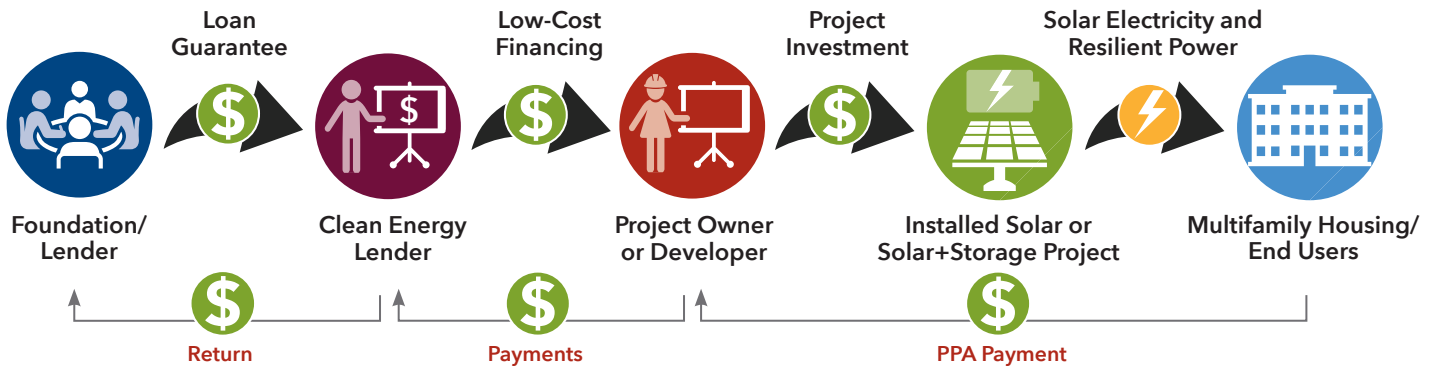 Loan
Guarantee
Low-Cost
Financing
Project
Investment
Solar Electricity and
Resilient Power
$
$
$
$
Foundation/
Lender
Clean Energy
Lender
Project Owner
or Developer
Installed Solar or
Solar+Storage Project
Multifamily Housing/
End Users
$
$
$
Return
Payments
PPA Payment